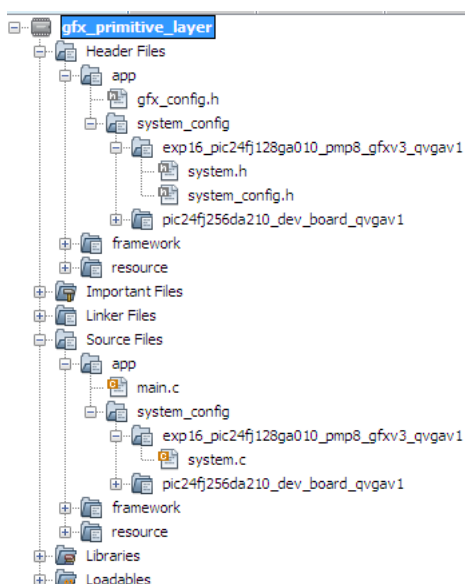 gfx_primitive_layer
Header Files
app
gfx_config.h
system_config
exp16_pic24fj128ga010_pmp8_gfxv3_qvgav1
system.h
system_config.h
pic24fj256da210_dev_board_qvgav1
framework
resource
Important Files
Linker Files
Source Files
app
main.c
system_config
exp16_pic24fj128ga010_pmp8_gfxv3_qvgav1
system.c
pic24fj256da210_dev_board_qvgav1
framework
resource
Libraries
Loadables